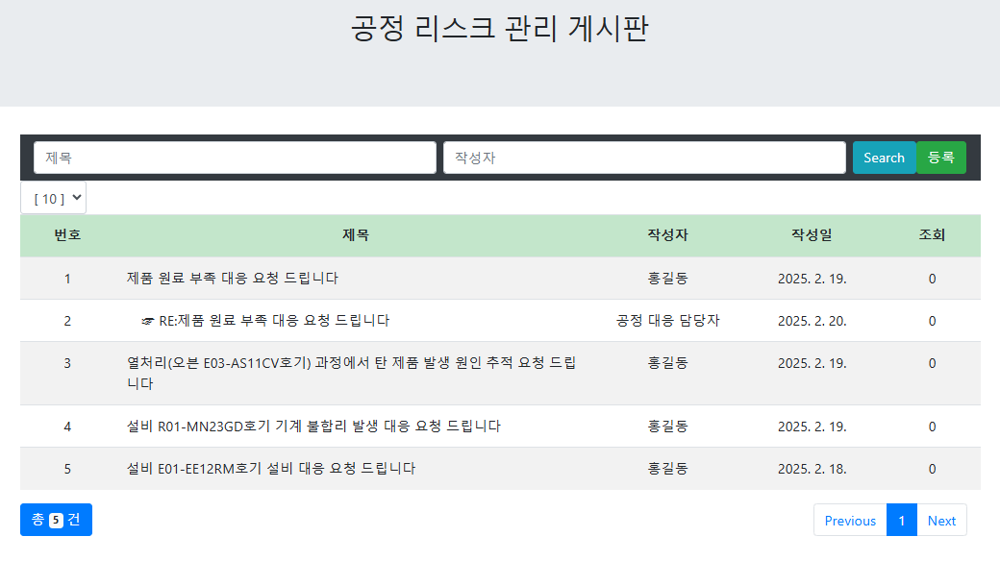 공정 리스크 관리 게시판
제목 작성자 Search 등록
[ 10 ]
번호 제목 작성자 작성일 조회
1 제품 원료 부족 대응 요청 드립니다 홍길동 2025. 2. 19. 0
2 ☞ RE:제품 원료 부족 대응 요청 드립니다 공정 대응 담당자 2025. 2. 20. 0
3 열처리(오븐 E03-AS11CV호기) 과정에서 탄 제품 발생 원인 추적 요청 드립 홍길동 2025. 2. 19. 0
니다
4 설비 R01-MN23GD호기 기계 불합리 발생 대응 요청 드립니다 홍길동 2025. 2. 19. 0
5 설비 E01-EE12RM호기 설비 대응 요청 드립니다 홍길동 2025. 2. 18. 0
총 5 건 Previous 1 Next